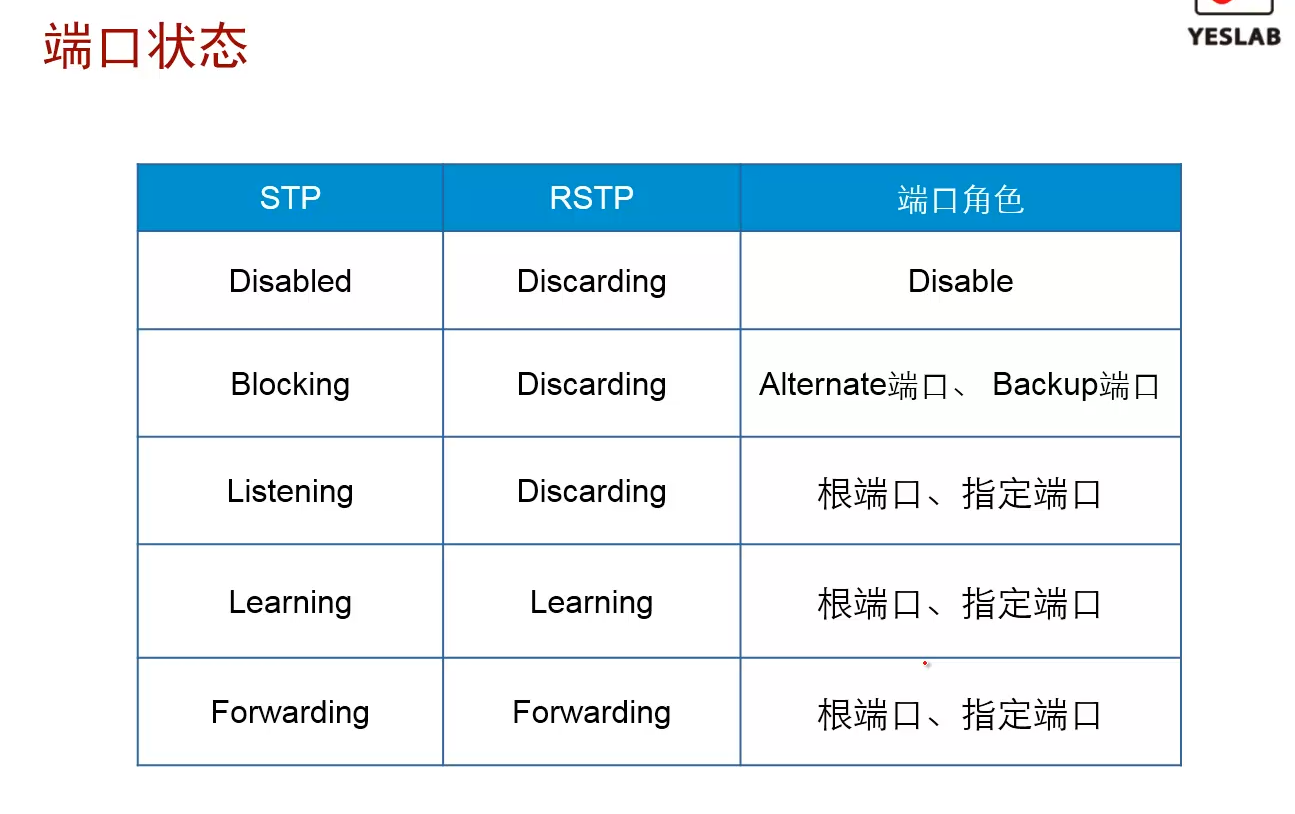 端口状态
YESLAB
STP RSTP 端口角色
Disabled Discarding Disable
Blocking Discarding Alternate端口、 Backup端口
Listening Discarding 根端口、指定端口
Learning Learning 根端口、指定端口
Forwarding Forwarding 根端口、指定端口